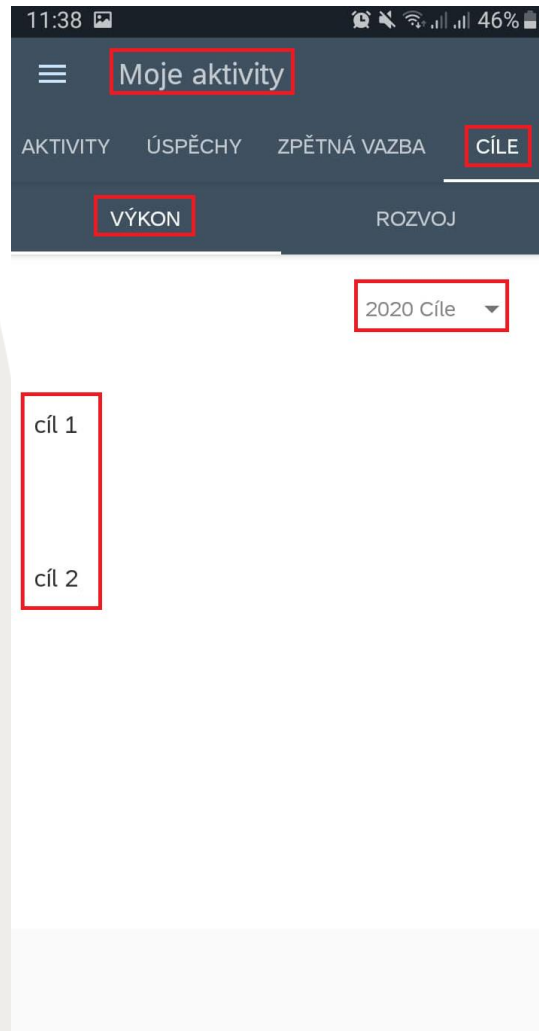 11:38 46%
Moje aktivity
AKTIVITY ÚSPĚCHY ZPĚTNÁ VAZBA CÍLE
VÝKON ROZVOJ
2020 Cíle
cíl 1
cíl 2